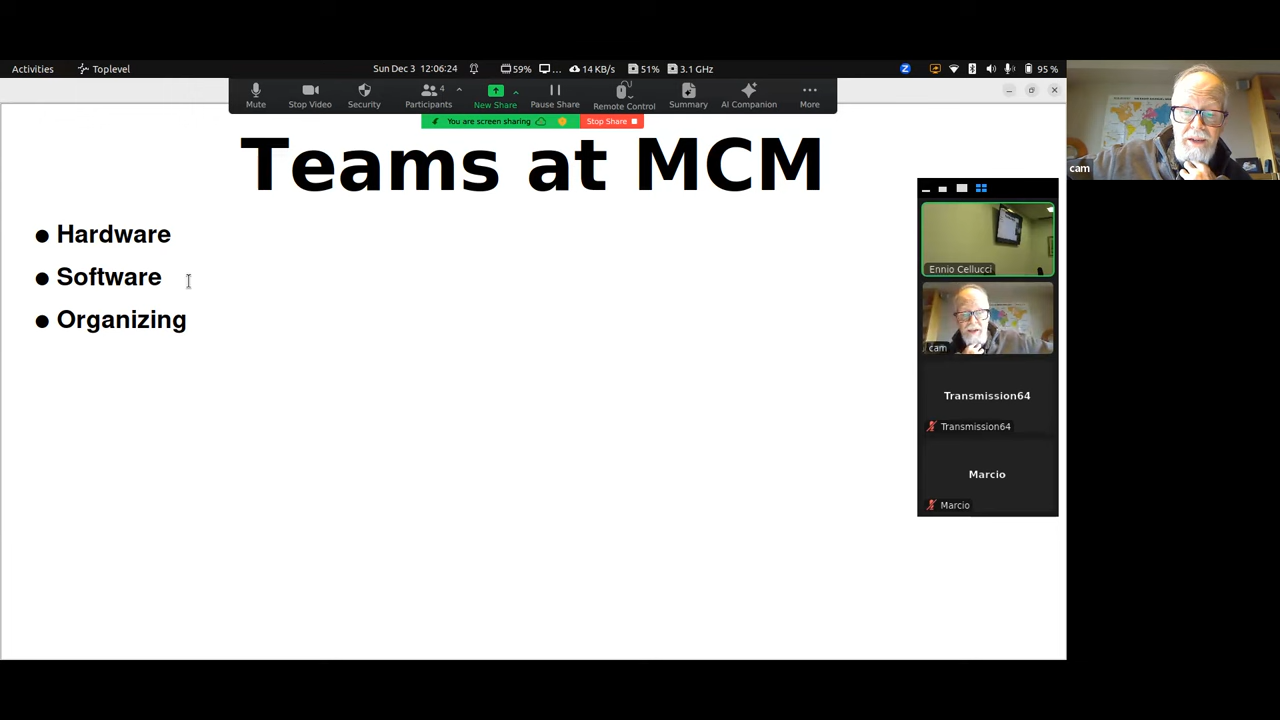 Activities
Toplevel
Sun Dec 3 12:06:24
59%
...
14 KB/s
51%
3.1 GHz
Z
95 %
Mute
Stop Video
Security
Participants
4
New Share
Pause Share
Remote Control
Summary
AI Companion
More
You are screen sharing
Stop Share
Teams at MCM
Hardware
Software
Organizing
Ennio Cellucci
cam
Transmission64
Transmission64
Marcio
Marcio
cam